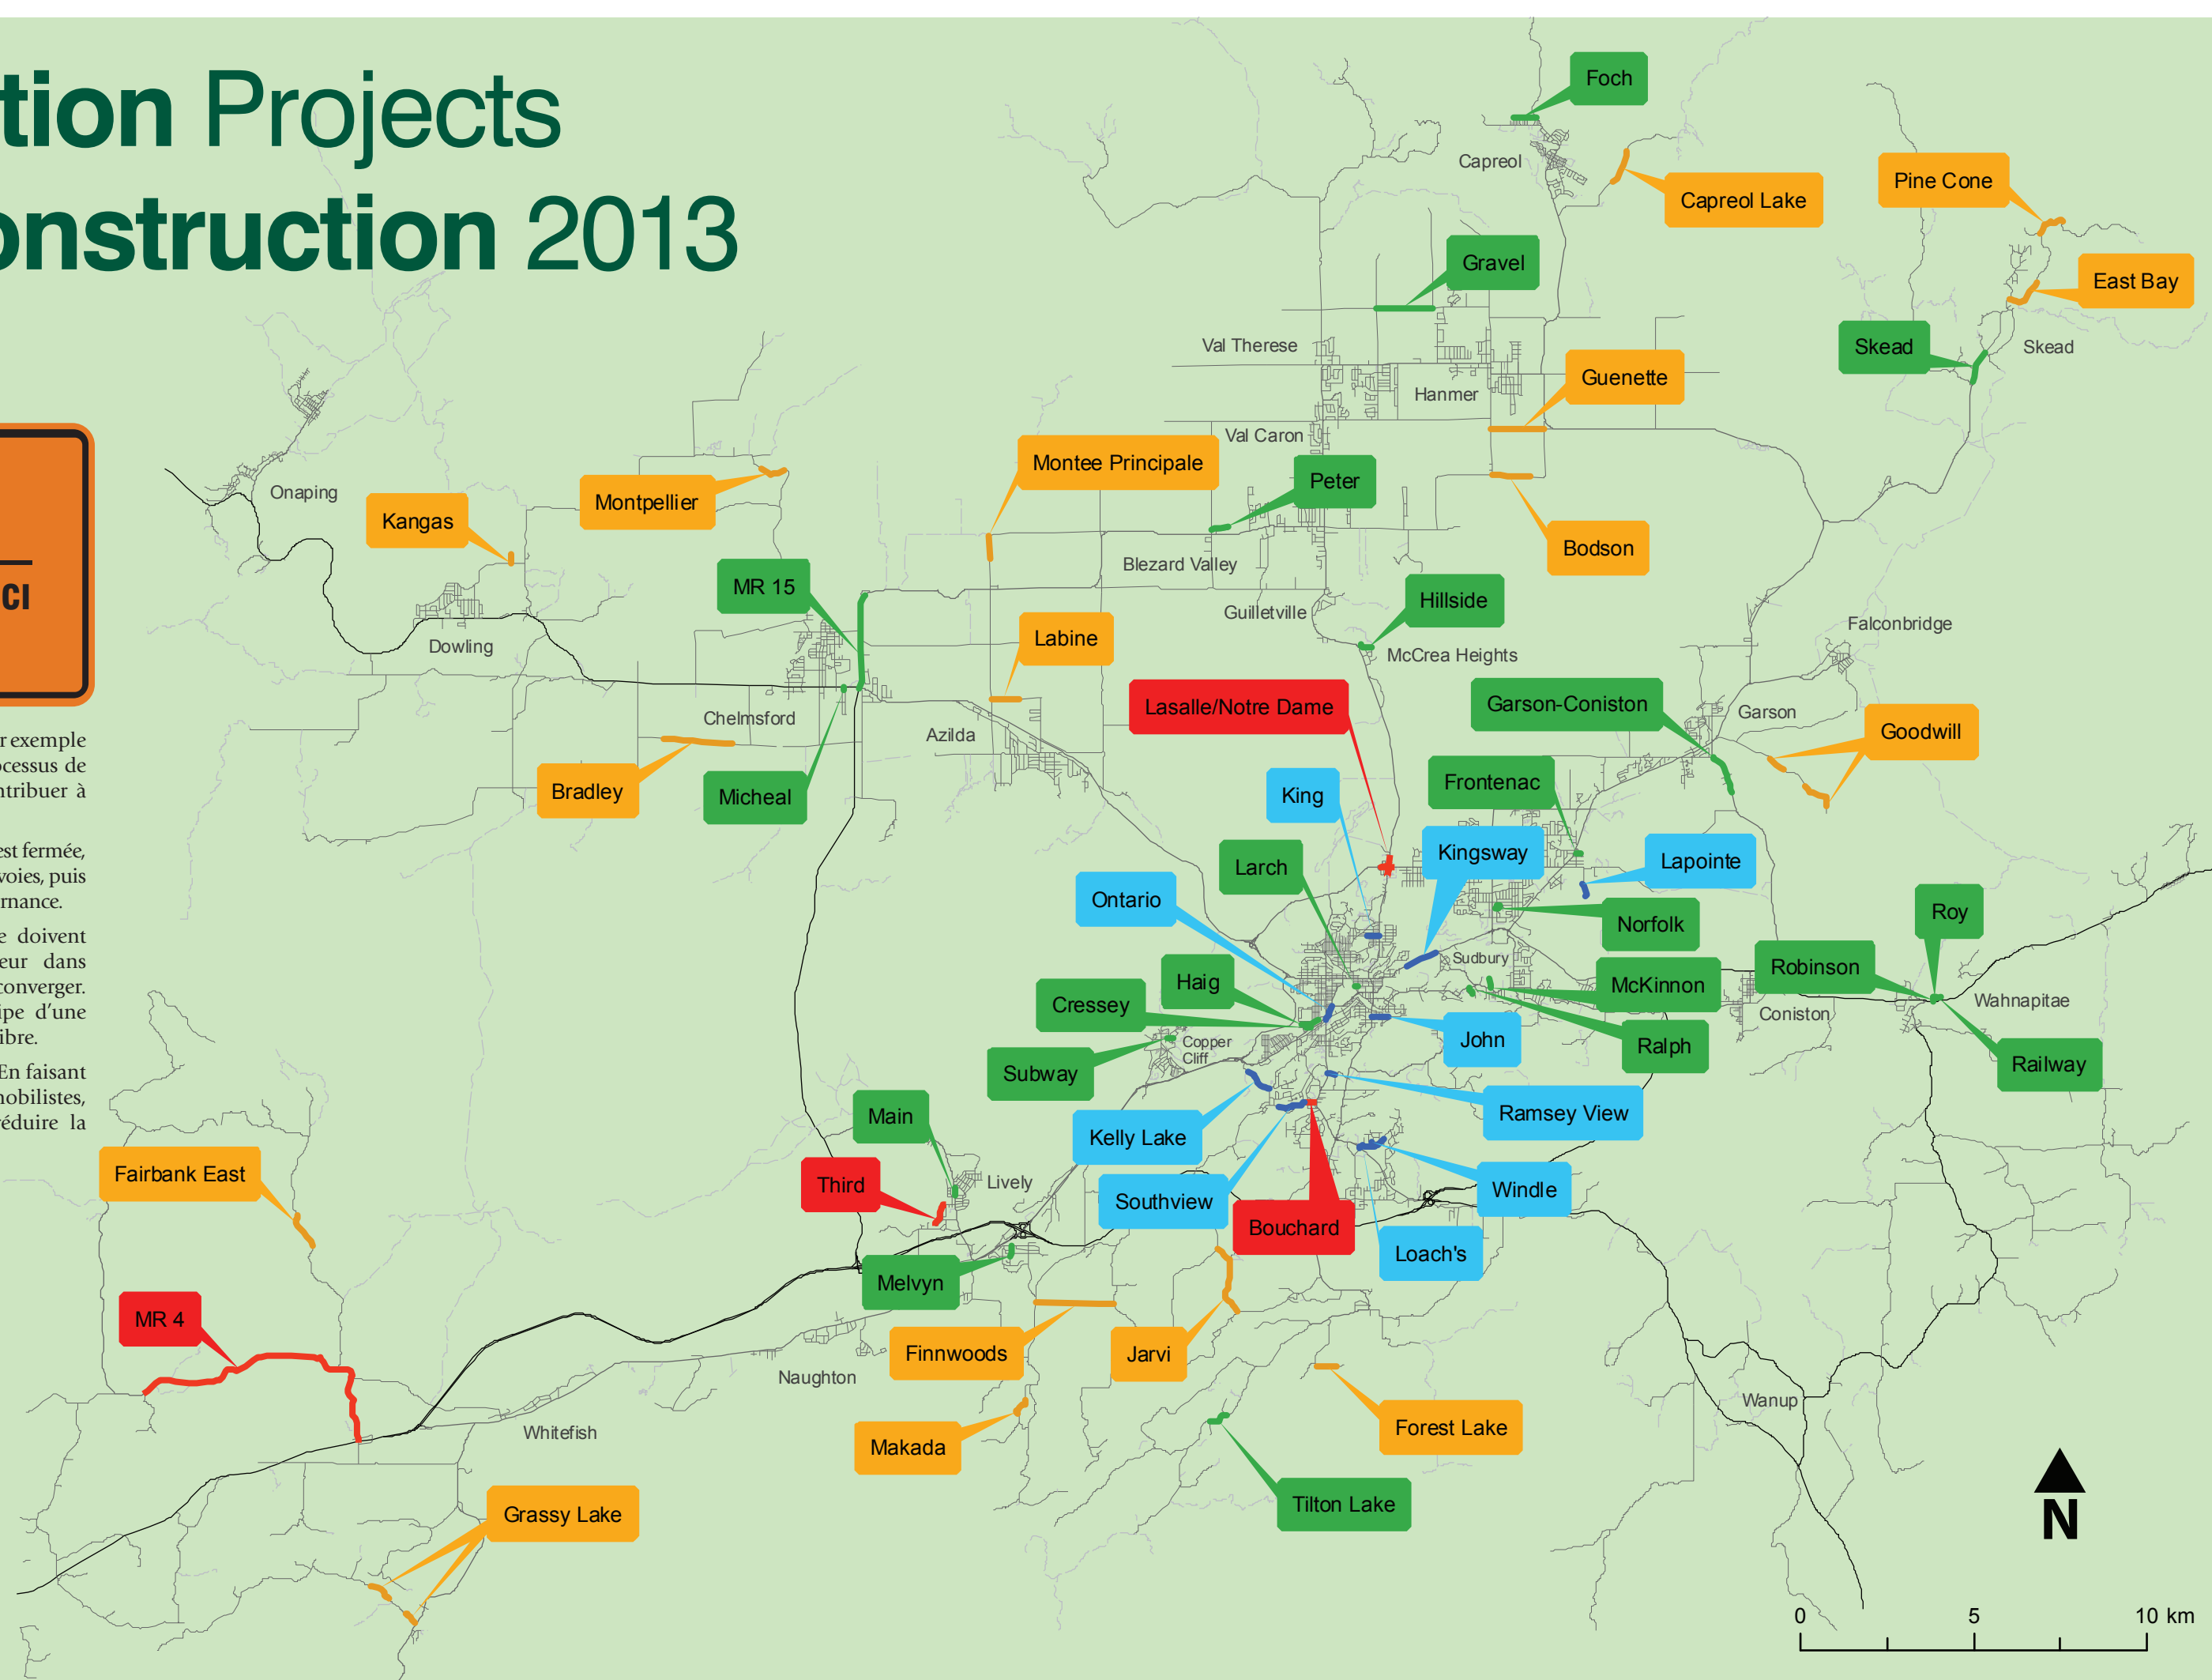 tion Projects
onstruction 2013
CI
r exemple
ocessus de
ntribuer à
est fermée,
voies, puis
rnance.
e doivent
eur dans
converger.
ipe d'une
ibre.
En faisant
nobilistes,
éduire la
Foch
Capreol
Capreol Lake
Pine Cone
East Bay
Gravel
Skead
Skead
Val Therese
Guenette
Hanmer
Val Caron
Montee Principale
Peter
Onaping
Montpellier
Kangas
Bodson
Blezard Valley
MR 15
Hillside
Guilletville
Falconbridge
Labine
Dowling
McCrea Heights
Lasalle/Notre Dame
Garson-Coniston
Garson
Chelmsford
Azilda
Goodwill
Bradley
Micheal
King
Frontenac
Kingsway
Lapointe
Larch
Ontario
Norfolk
Roy
Sudbury
Robinson
Haig
McKinnon
Cressey
Wahnapitae
Coniston
John
Copper
Cliff
Ralph
Subway
Railway
Main
Ramsey View
Kelly Lake
Fairbank East
Third
Lively
Southview
Windle
Bouchard
Loach's
Melvyn
MR 4
Finnwoods
Jarvi
Naughton
Wanup
Forest Lake
Whitefish
Makada
Tilton Lake
Grassy Lake
N
0 5 10 km